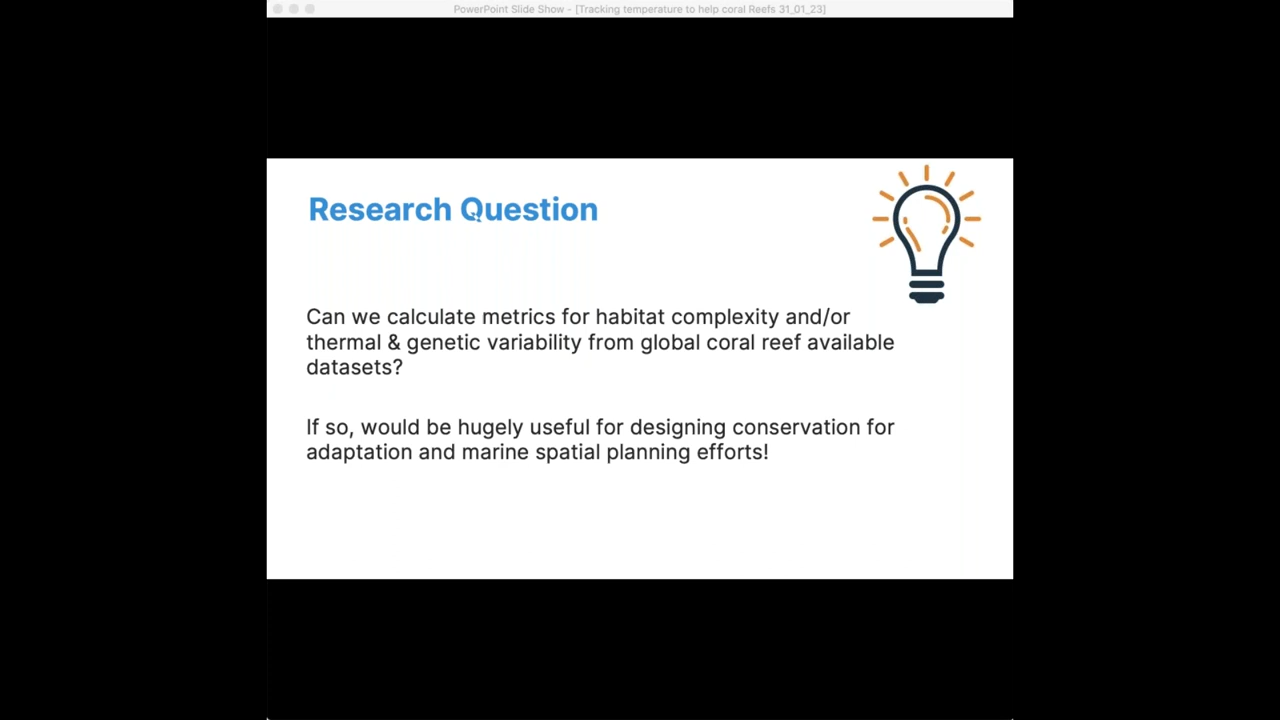 PowerPoint Slide Show - [Tracking temperature to help coral Reefs 31_01_23]
Research Question
Can we calculate metrics for habitat complexity and/or
thermal & genetic variability from global coral reef available
datasets?
If so, would be hugely useful for designing conservation for
adaptation and marine spatial planning efforts!